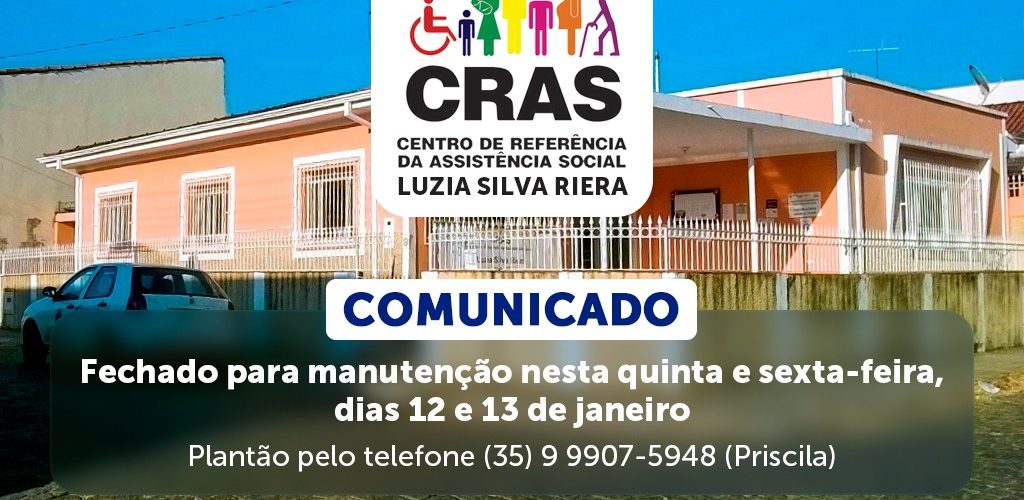 CRAS
CENTRO DE REFERÊNCIA
DA ASSISTÊNCIA SOCIAL
LUZIA SILVA RIERA
COMUNICADO
Fechado para manutenção nesta quinta e sexta-feira,
dias 12 e 13 de janeiro
Plantão pelo telefone (35) 9 9907-5948 (Priscila)